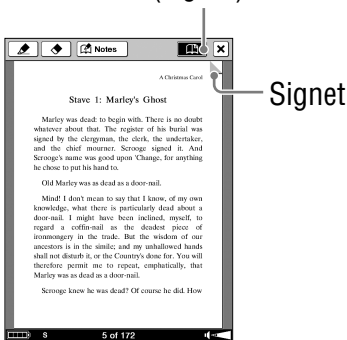 Notes
A Christmas Carol
Signet
Stave 1: Marley's Ghost
Marley was dead: to begin with. There is no doubt
whatever about that. The register of his burial was
signed by the clergyman, the clerk, the undertaker,
and the chief mourner. Scrooge signed it. And
Scrooge's name was good upon 'Change, for anything
he chose to put his hand to.
Old Marley was as dead as a door-nail.
Mind! I don't mean to say that I know, of my own
knowledge, what there is particularly dead about a
door-nail. I might have been inclined, myself, to
regard a coffin-nail as the deadest piece of
ironmongery in the trade. But the wisdom of our
ancestors is in the simile; and my unhallowed hands
shall not disturb it, or the Country's done for. You will
therefore permit me to repeat, emphatically, that
Marley was as dead as a door-nail.
Scrooge knew he was dead? Of course he did. How
S
5 of 172